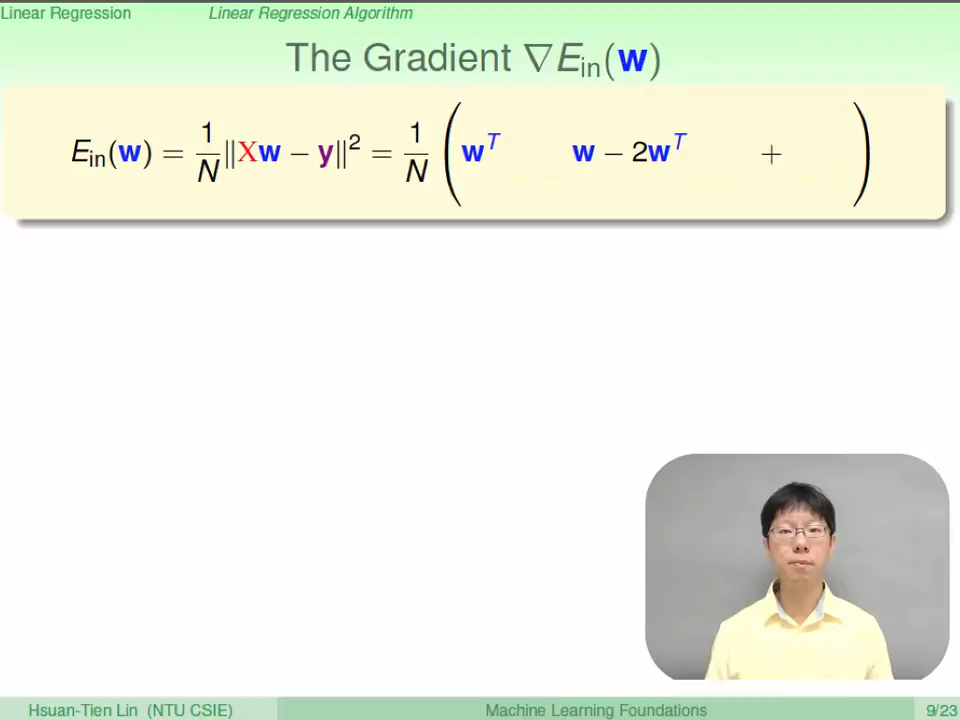 Linear Regression Linear Regression Algorithm
The Gradient ∇E_in(w)
E_in(w) = 1/N ‖Xw − y‖² = 1/N ( w^T w − 2w^T + )
Hsuan-Tien Lin (NTU CSIE) Machine Learning Foundations 9/23